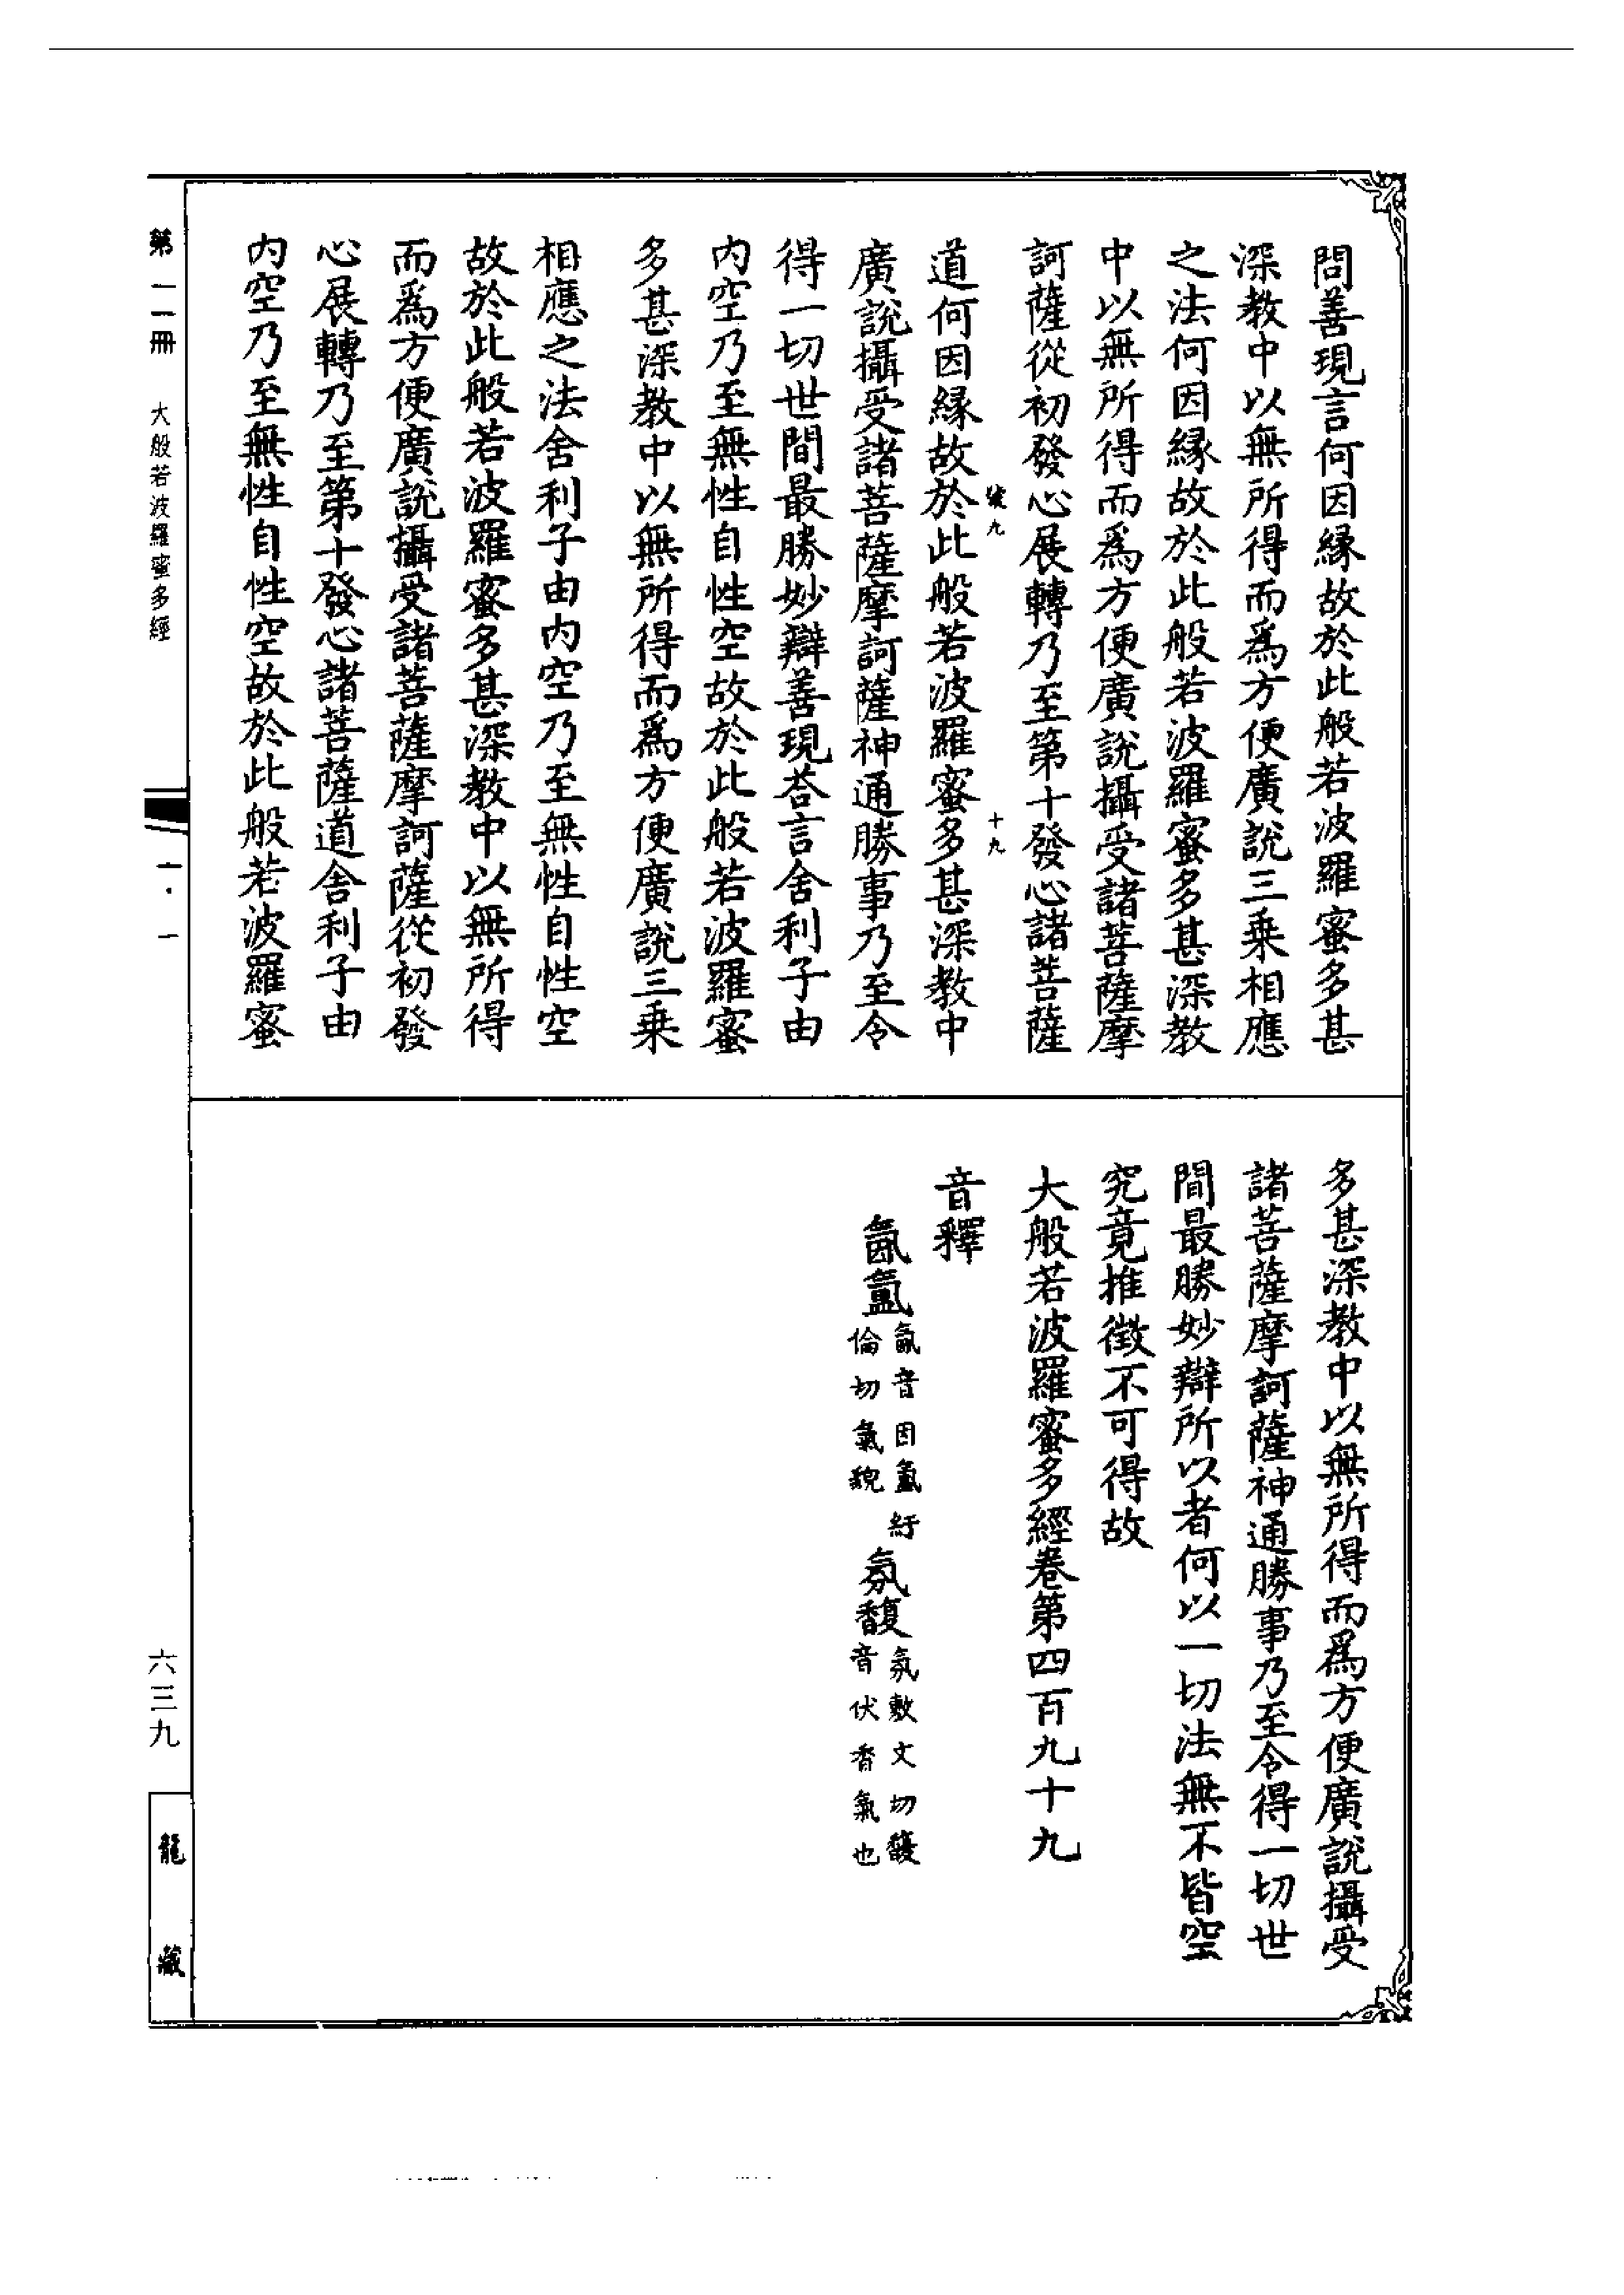 問善現言何因緣故於此般若波羅蜜多甚
深教中以無所得而爲方便廣說三乗相應
之法何因緣故於此般若波羅蜜多甚深教
中以無所得而爲方便廣說攝受諸菩薩摩
訶薩從初發心展轉乃至第十發心諸菩薩
道何因緣故於此般若波羅蜜多甚深教中
廣說攝受諸菩薩摩訶薩神通勝事乃至令
得一切世間最勝妙辯善現荅言舍利子由
内空乃至無性自性空故於此般若波羅蜜
多甚深教中以無所得而爲方便廣說三乗
相應之法舍利子由内空乃至無性自性空
故於此般若波羅蜜多甚深教中以無所得
而爲方便廣說攝受諸菩薩摩訶薩從初發
心展轉乃至第十發心諸菩薩道舍利子由
内空乃至無性自性空故於此般若波羅蜜
多甚深教中以無所得而爲方便廣說攝受
諸菩薩摩訶薩神通勝事乃至令得一切世
間最勝妙辯所以者何以一切法無不皆空
究竟推徴不可得故
大般若波羅蜜多經卷第四百九十九
音釋
氤氳氤音因氳紆倫切氣貌 氛馥氛敷文切馥音伏香氣也
九 十九
第一一冊 大般若波羅蜜多經
一·一
六三九
龍藏